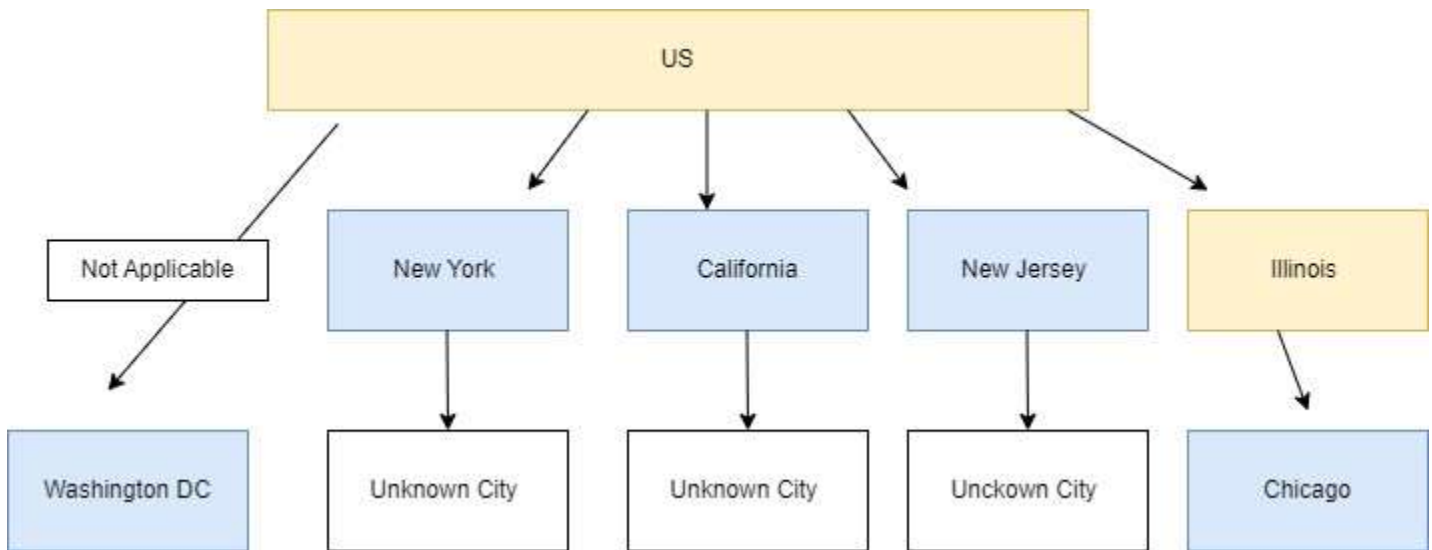 US
Not Applicable
New York
California
New Jersey
Illinois
Washington DC
Unknown City
Unknown City
Unckown City
Chicago